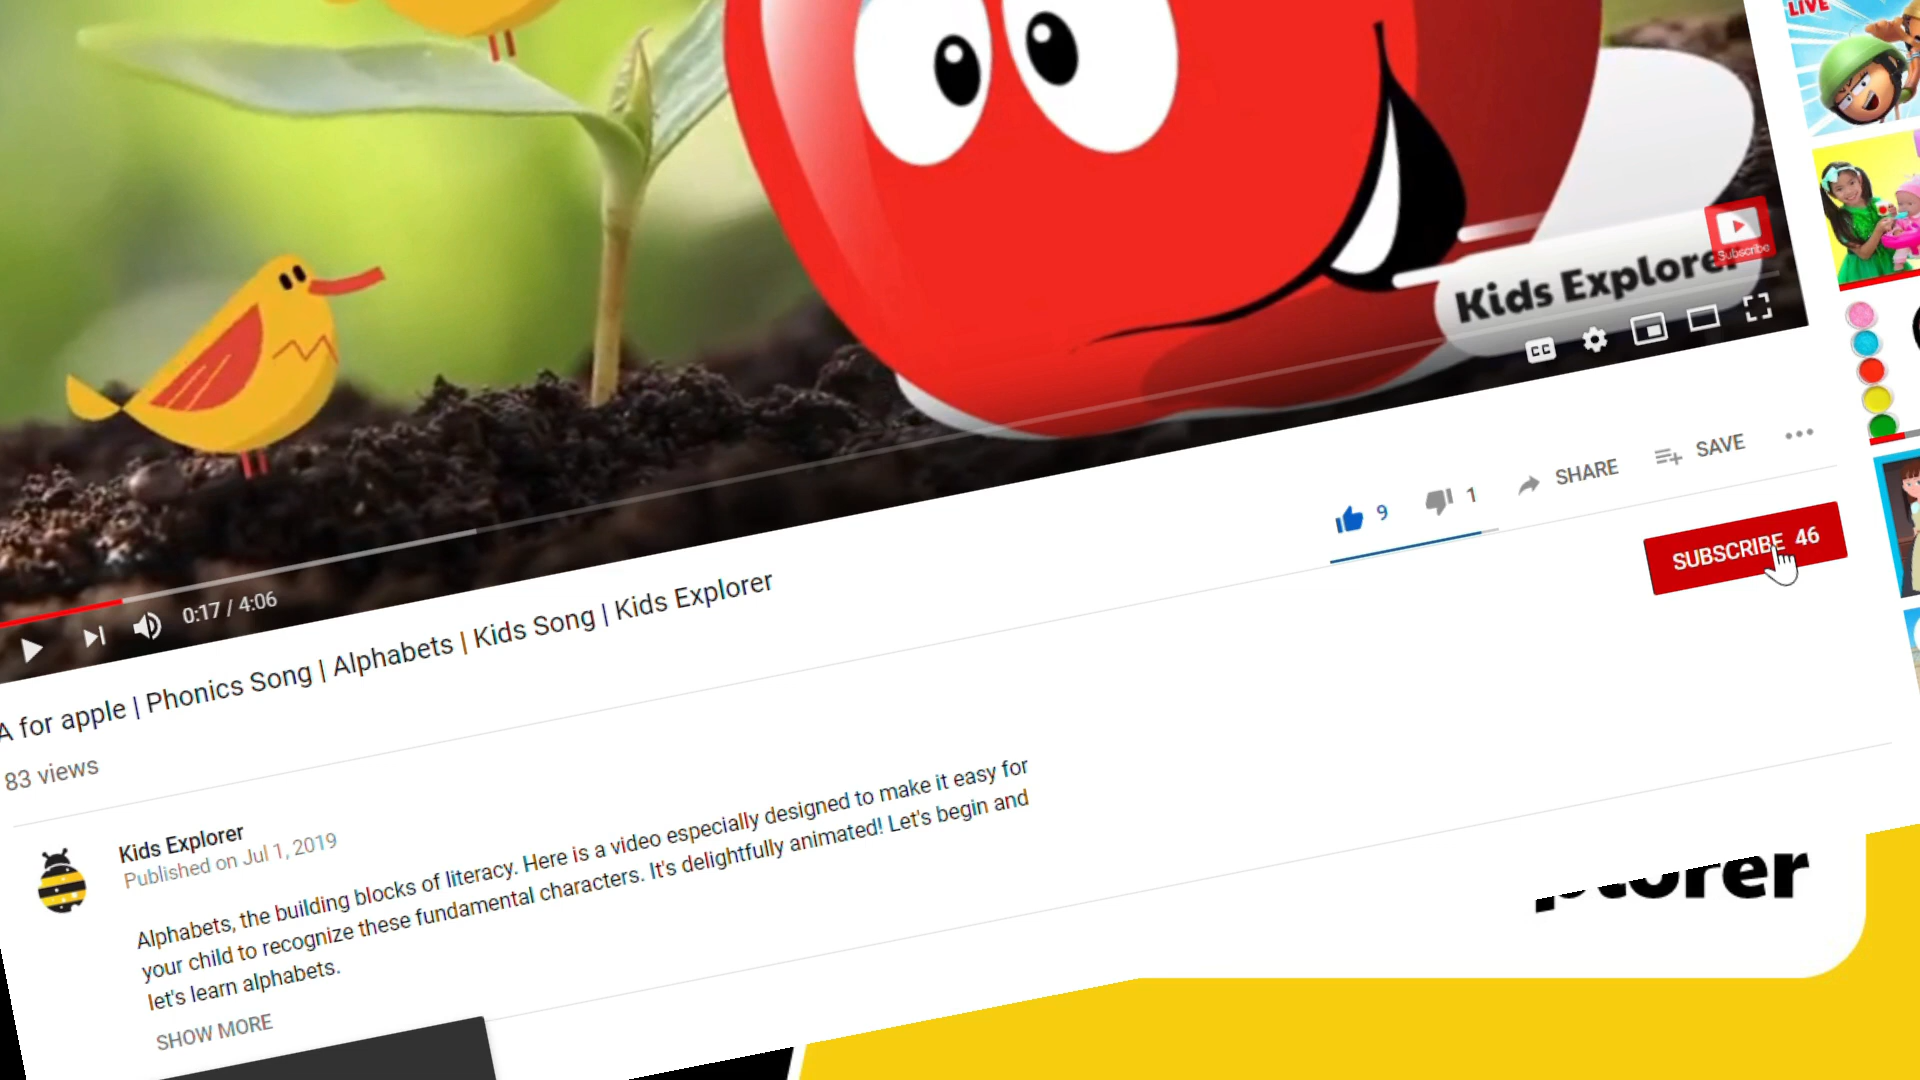 LIVE
Kids Explorer
Subscribe
CC
9
1
SHARE
SAVE
SUBSCRIBE 46
0:17 / 4:06
A for apple | Phonics Song | Alphabets | Kids Song | Kids Explorer
83 views
Kids Explorer
Published on Jul 1, 2019
Alphabets, the building blocks of literacy. Here is a video especially designed to make it easy for
your child to recognize these fundamental characters. It's delightfully animated! Let's begin and
let's learn alphabets.
SHOW MORE